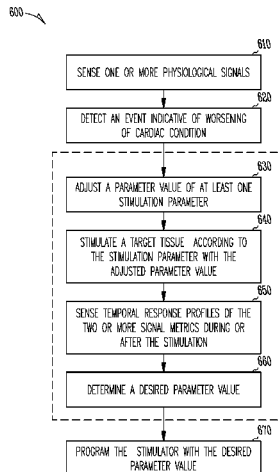 600
610
SENSE ONE OR MORE PHYSIOLOGICAL SIGNALS
620
DETECT AN EVENT INDICATIVE OF WORSENING
OF CARDIAC CONDITION
630
ADJUST A PARAMETER VALUE OF AT LEAST ONE
STIMULATION PARAMETER
640
STIMULATE A TARGET TISSUE ACCORDING TO
THE STIMULATION PARAMETER WITH THE
ADJUSTED PARAMETER VALUE
650
SENSE TEMPORAL RESPONSE PROFILES OF THE
TWO OR MORE SIGNAL METRICS DURING OR
AFTER THE STIMULATION
660
DETERMINE A DESIRED PARAMETER VALUE
670
PROGRAM THE STIMULATOR WITH THE DESIRED
PARAMETER VALUE